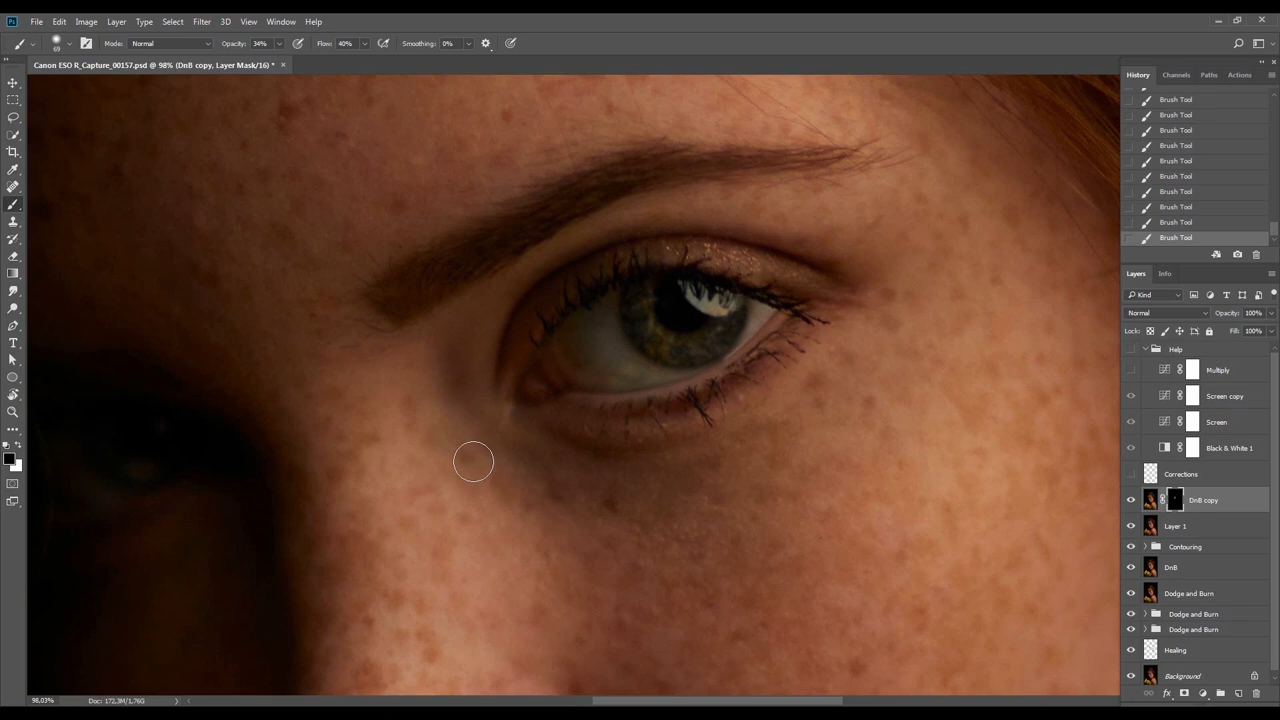 Ps File Edit Image Layer Type Select Filter 3D View Window Help
69 Mode: Normal Opacity: 34% Flow: 40% Smoothing: 0%
Canon ESO R_Capture_00157.psd @ 98% (DnB copy, Layer Mask/16) * ×
History Channels Paths Actions
Brush Tool
Brush Tool
Brush Tool
Brush Tool
Brush Tool
Brush Tool
Brush Tool
Brush Tool
Brush Tool
Brush Tool
Layers Info
Kind
Normal Opacity: 100%
Lock: Fill: 100%
Help
Multiply
Screen copy
Screen
Black & White 1
Corrections
DnB copy
Layer 1
Contouring
DnB
Dodge and Burn
Dodge and Burn
Dodge and Burn
Healing
Background
98,03% Doc: 172,3M/1,76G
fx